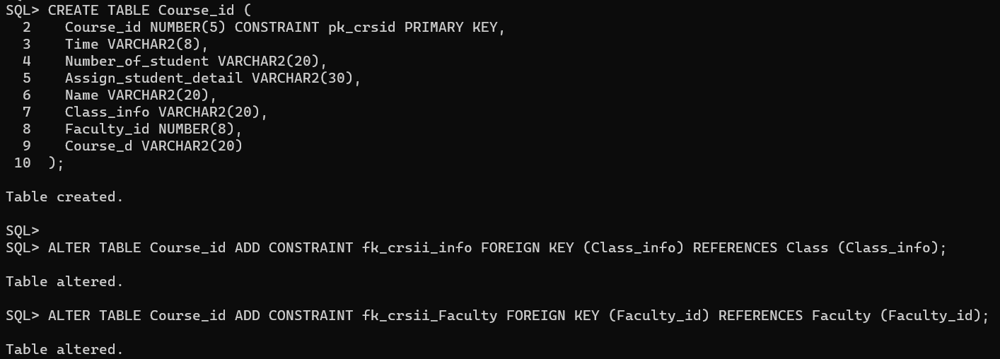 SQL> CREATE TABLE Course_id (
  2    Course_id NUMBER(5) CONSTRAINT pk_crsid PRIMARY KEY,
  3    Time VARCHAR2(8),
  4    Number_of_student VARCHAR2(20),
  5    Assign_student_detail VARCHAR2(30),
  6    Name VARCHAR2(20),
  7    Class_info VARCHAR2(20),
  8    Faculty_id NUMBER(8),
  9    Course_d VARCHAR2(20)
 10  );
Table created.
SQL>
SQL> ALTER TABLE Course_id ADD CONSTRAINT fk_crsii_info FOREIGN KEY (Class_info) REFERENCES Class (Class_info);
Table altered.
SQL> ALTER TABLE Course_id ADD CONSTRAINT fk_crsii_Faculty FOREIGN KEY (Faculty_id) REFERENCES Faculty (Faculty_id);
Table altered.